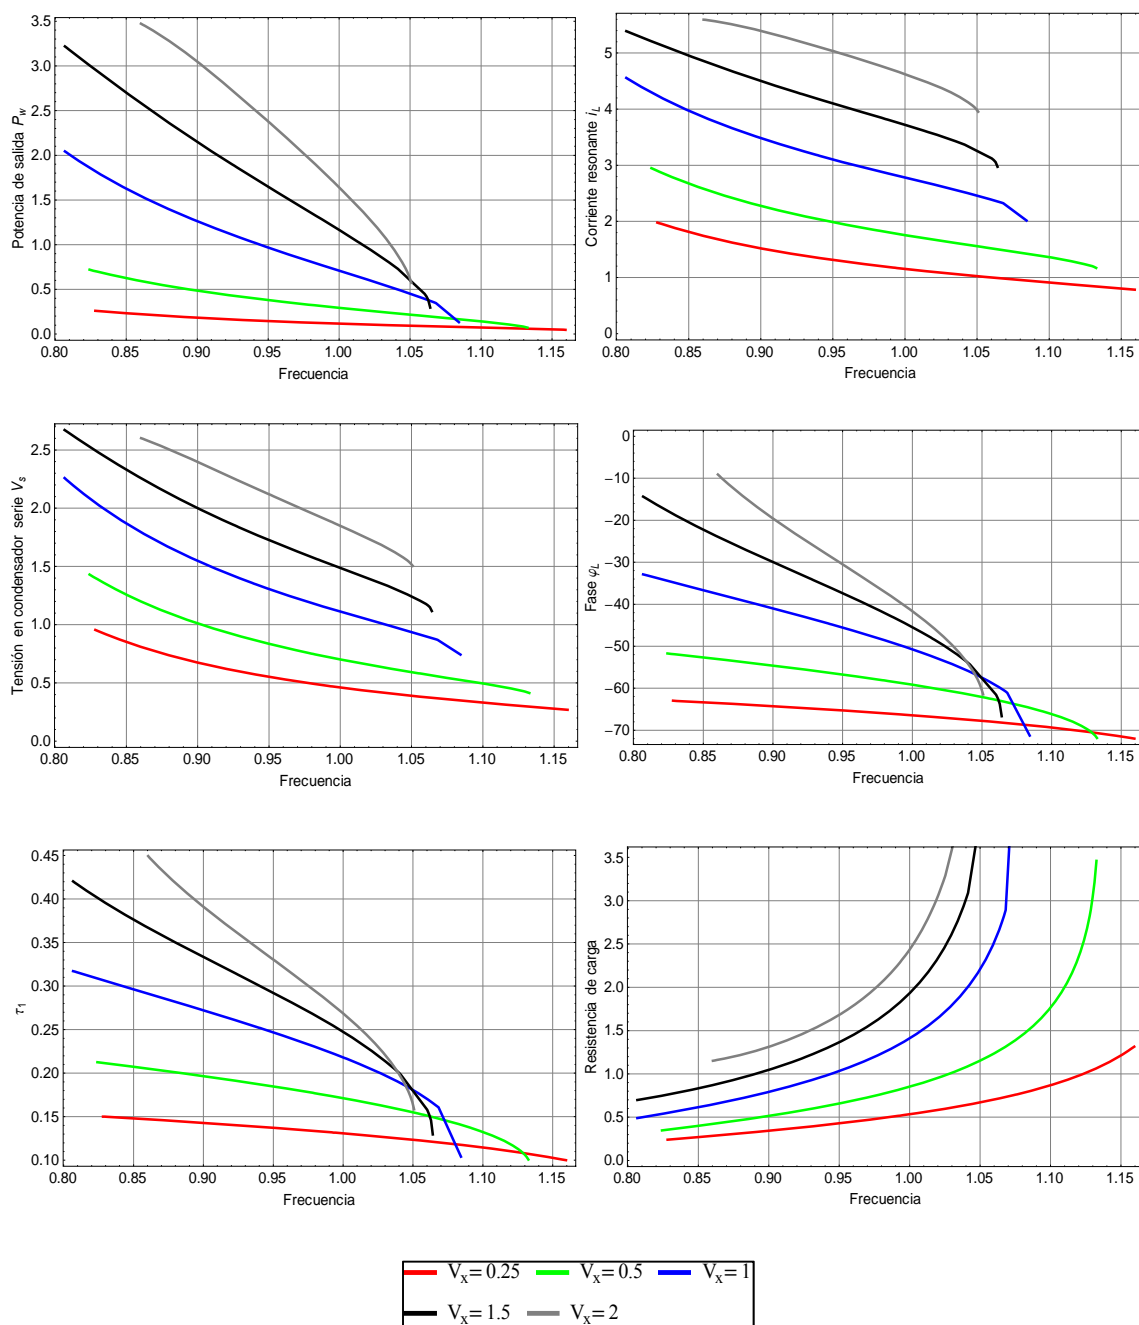 Potencia de salida P_w
3.5
3.0
2.5
2.0
1.5
1.0
0.5
0.0
0.80 0.85 0.90 0.95 1.00 1.05 1.10 1.15
Frecuencia
Corriente resonante i_L
5
4
3
2
1
0
0.80 0.85 0.90 0.95 1.00 1.05 1.10 1.15
Frecuencia
Tensión en condensador serie V_s
2.5
2.0
1.5
1.0
0.5
0.0
0.80 0.85 0.90 0.95 1.00 1.05 1.10 1.15
Frecuencia
Fase φ_L
0
−10
−20
−30
−40
−50
−60
−70
0.80 0.85 0.90 0.95 1.00 1.05 1.10 1.15
Frecuencia
τ₁
0.45
0.40
0.35
0.30
0.25
0.20
0.15
0.10
0.80 0.85 0.90 0.95 1.00 1.05 1.10 1.15
Frecuencia
Resistencia de carga
3.5
3.0
2.5
2.0
1.5
1.0
0.5
0.0
0.80 0.85 0.90 0.95 1.00 1.05 1.10 1.15
Frecuencia
V_x= 0.25 V_x= 0.5 V_x= 1
V_x= 1.5 V_x= 2